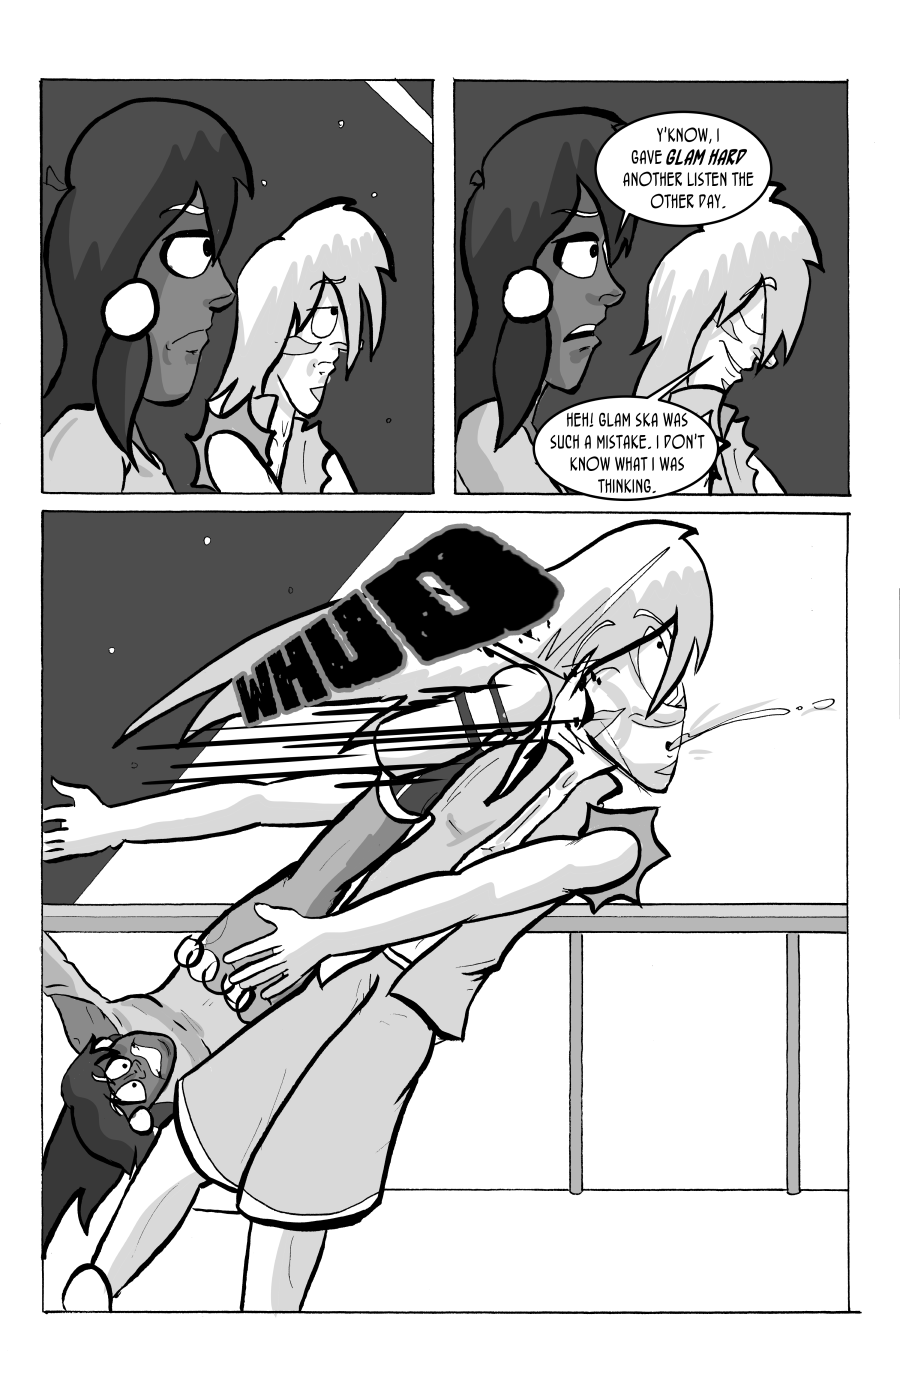 Y'KNOW, I
GAVE GLAM HARD
ANOTHER LISTEN THE
OTHER DAY.
HEH! GLAM SKA WAS
SUCH A MISTAKE. I DON'T
KNOW WHAT I WAS
THINKING.
WHUD